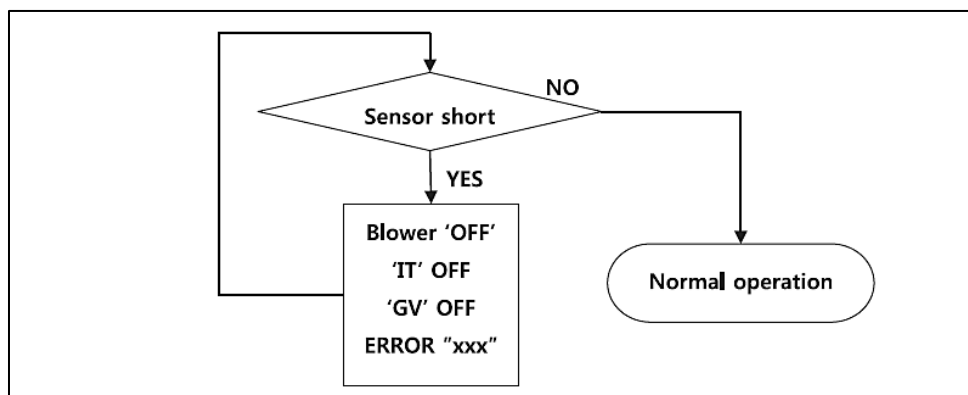 NO
Sensor short
YES
Blower ‘OFF’
‘IT’ OFF
‘GV’ OFF
ERROR ”xxx”
Normal operation